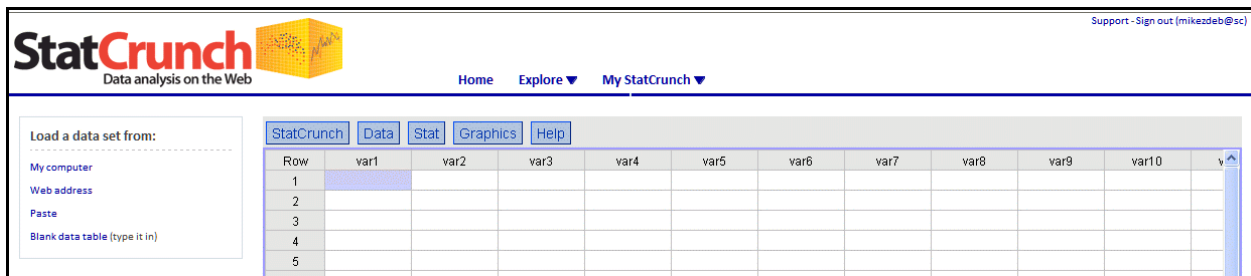 Support - Sign out (mikezdeb@sc)
StatCrunch
Data analysis on the Web
Home Explore ▼ My StatCrunch ▼
Load a data set from:
My computer
Web address
Paste
Blank data table (type it in)
StatCrunch Data Stat Graphics Help
Row var1 var2 var3 var4 var5 var6 var7 var8 var9 var10 v
1
2
3
4
5